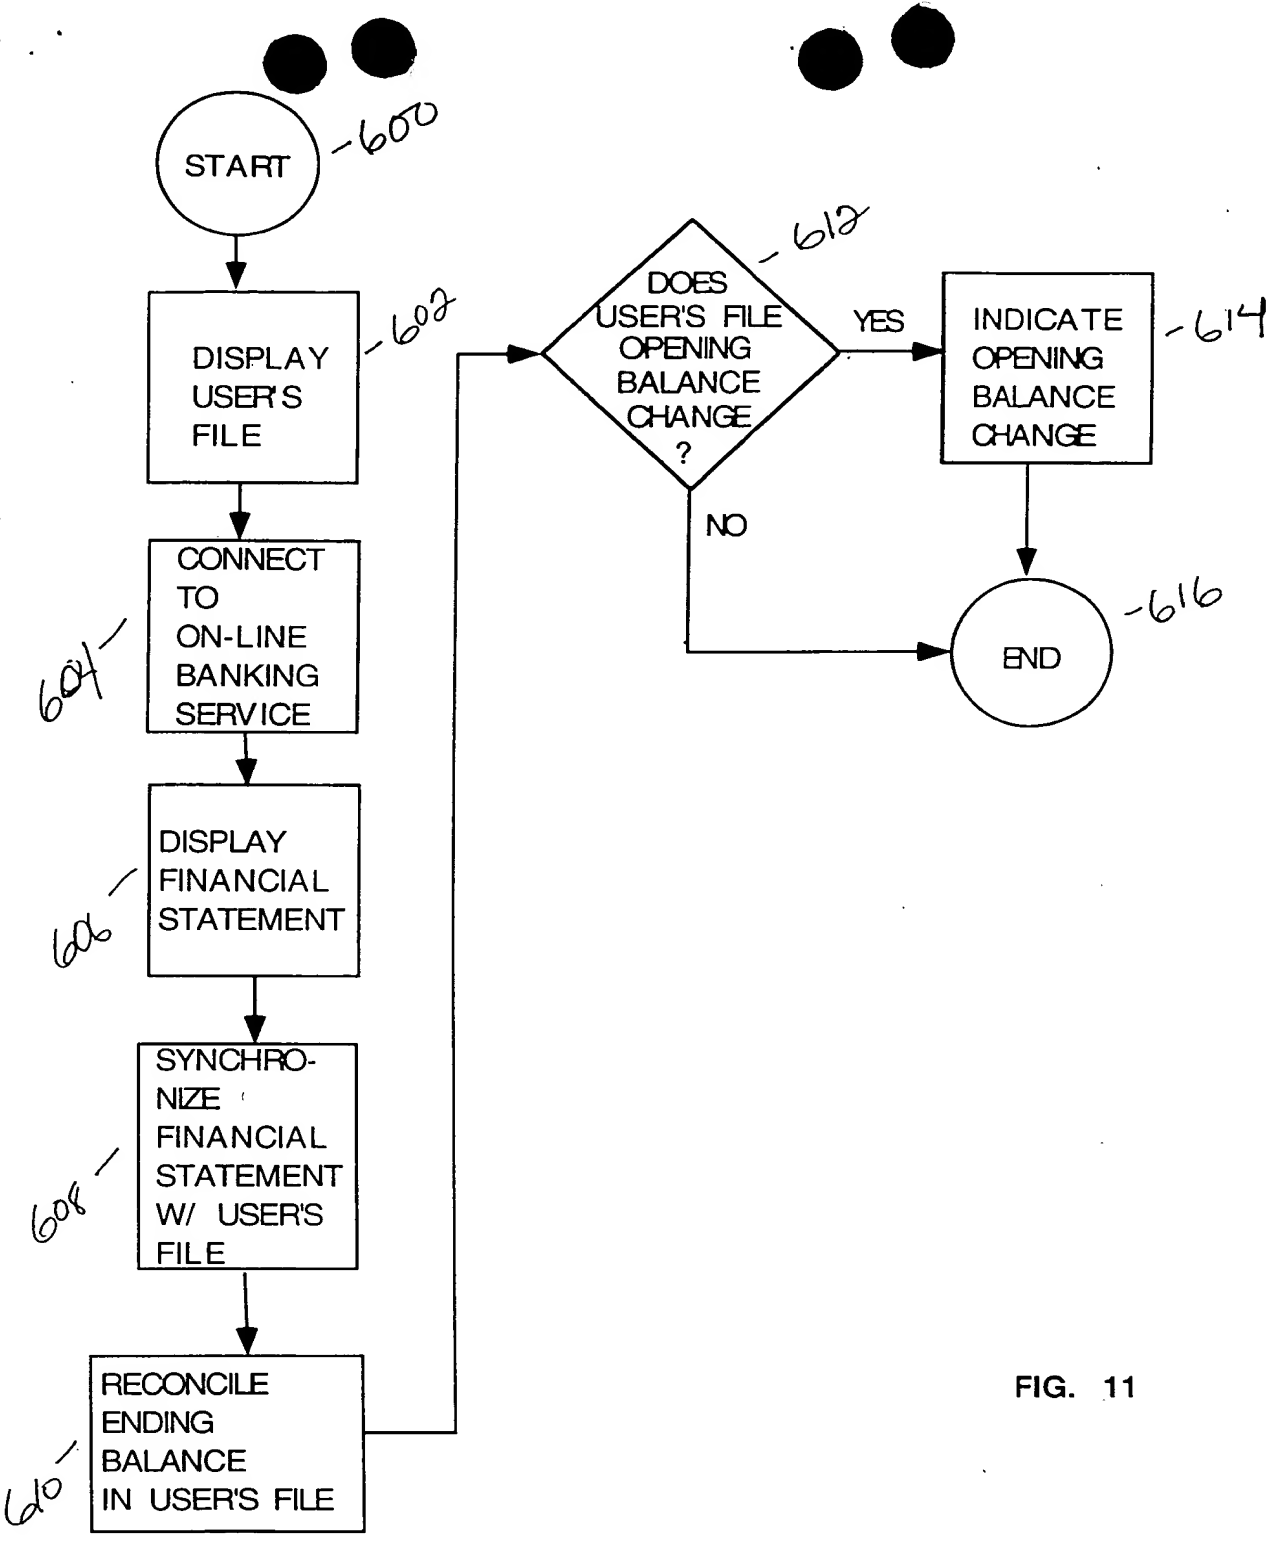 START
-600
DISPLAY
USER'S
FILE
-602
CONNECT
TO
ON-LINE
BANKING
SERVICE
604
DISPLAY
FINANCIAL
STATEMENT
606
SYNCHRO-
NIZE
FINANCIAL
STATEMENT
W/ USER'S
FILE
608
RECONCILE
ENDING
BALANCE
IN USER'S FILE
610
DOES
USER'S FILE
OPENING
BALANCE
CHANGE
?
-612
YES
NO
INDICATE
OPENING
BALANCE
CHANGE
-614
END
-616
FIG. 11